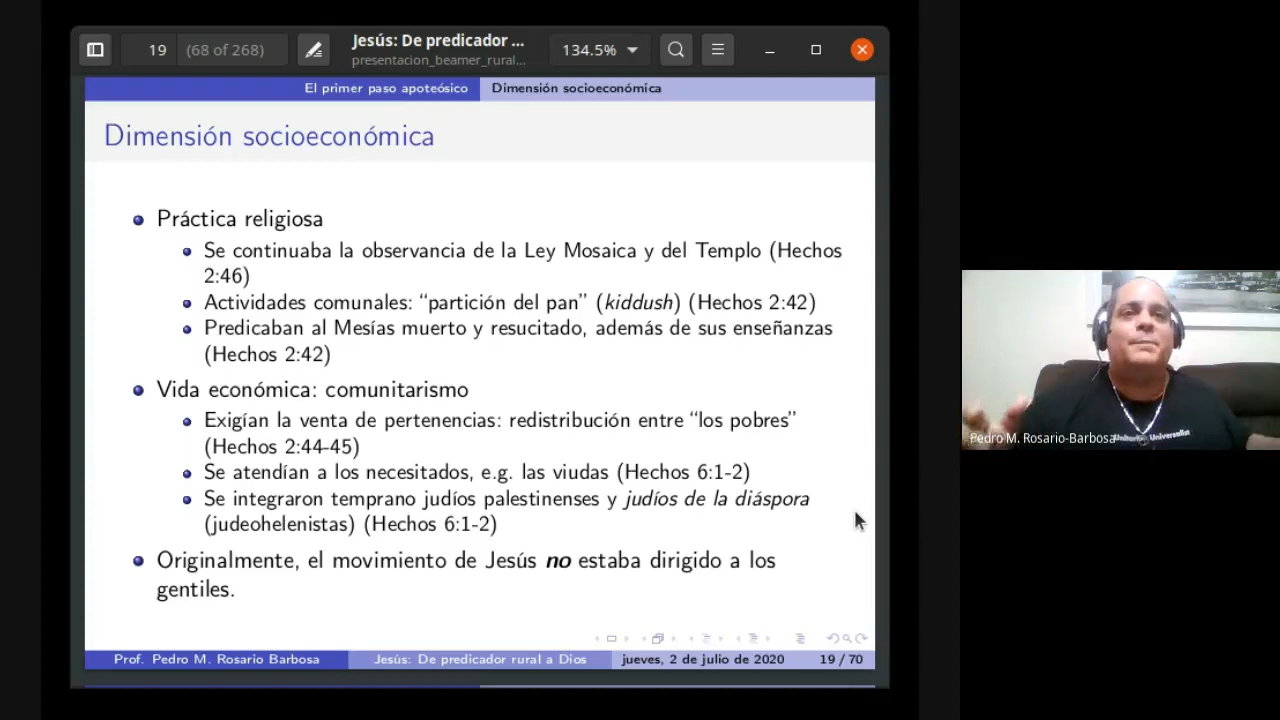 19 (68 of 268)
Jesús: De predicador ...
presentacion_beamer_rural...
134.5%
El primer paso apoteósico Dimensión socioeconómica
Dimensión socioeconómica
Práctica religiosa
Se continuaba la observancia de la Ley Mosaica y del Templo (Hechos
2:46)
Actividades comunales: “partición del pan” (kiddush) (Hechos 2:42)
Predicaban al Mesías muerto y resucitado, además de sus enseñanzas
(Hechos 2:42)
Vida económica: comunitarismo
Exigían la venta de pertenencias: redistribución entre “los pobres”
(Hechos 2:44-45)
Se atendían a los necesitados, e.g. las viudas (Hechos 6:1-2)
Se integraron temprano judíos palestinenses y judíos de la diáspora
(judeohelenistas) (Hechos 6:1-2)
Originalmente, el movimiento de Jesús no estaba dirigido a los
gentiles.
Prof. Pedro M. Rosario Barbosa Jesús: De predicador rural a Dios jueves, 2 de julio de 2020 19 / 70
Pedro M. Rosario-Barbosa
Unitarian Universalist